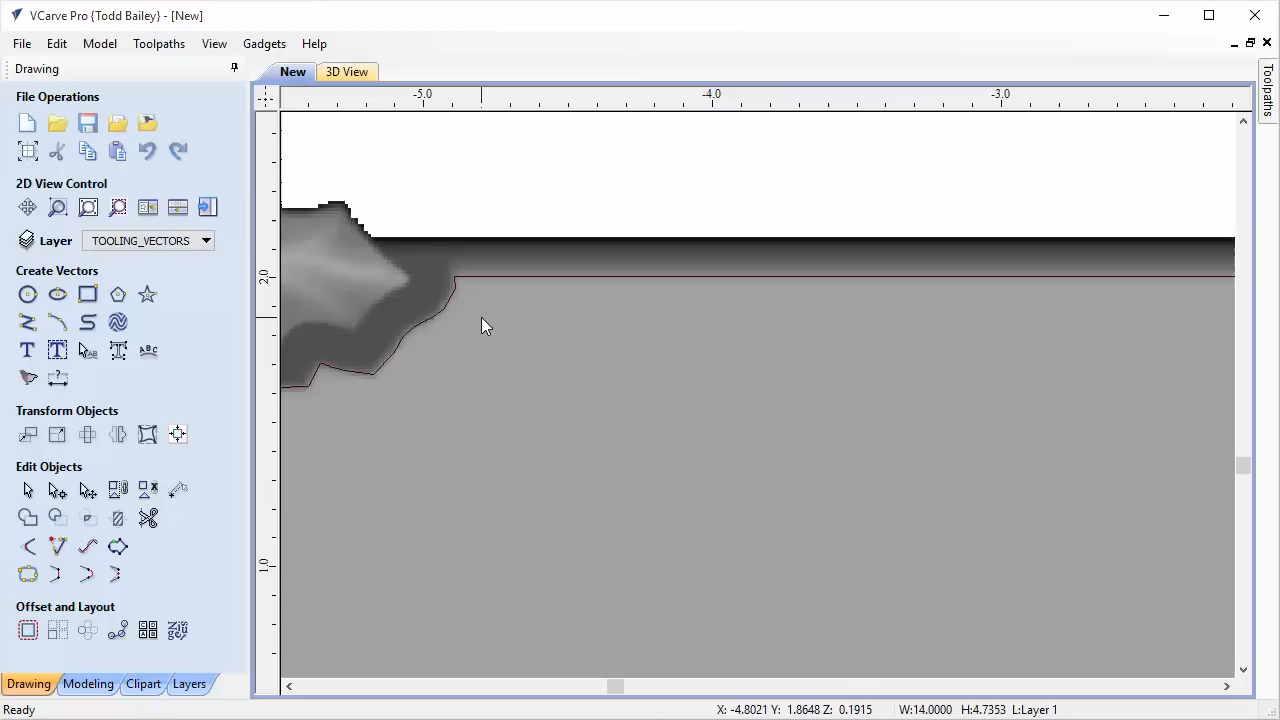 VCarve Pro {Todd Bailey} - [New]
File Edit Model Toolpaths View Gadgets Help
Drawing
New 3D View
Toolpaths
-5.0 -4.0 -3.0
File Operations
2D View Control
Layer TOOLING_VECTORS
2.0
Create Vectors
Transform Objects
Edit Objects
1.0
Offset and Layout
Drawing Modeling Clipart Layers
Ready X: -4.8021 Y: 1.8648 Z: 0.1915 W:14.0000 H:4.7353 L:Layer 1